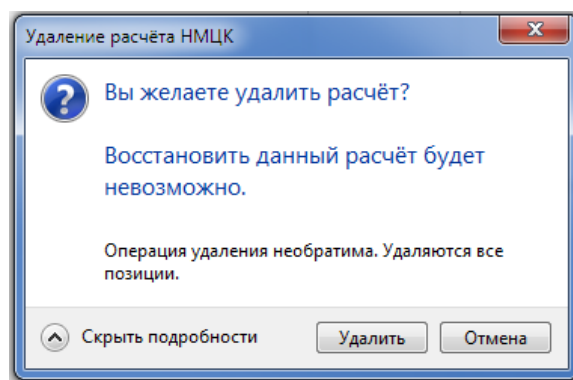 Удаление расчёта НМЦК
Вы желаете удалить расчёт?
Восстановить данный расчёт будет
невозможно.
Операция удаления необратима. Удаляются все
позиции.
Скрыть подробности
Удалить
Отмена